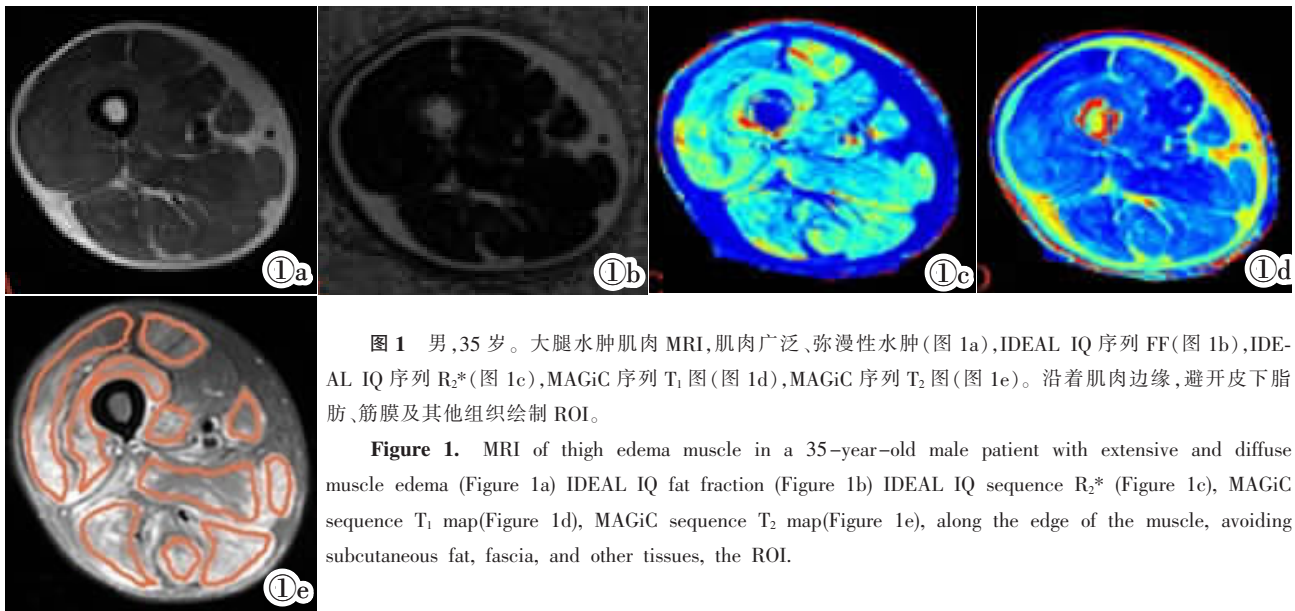 ①a
①b
①c
①d
①e
图1 男,35 岁。大腿水肿肌肉 MRI,肌肉广泛、弥漫性水肿(图 1a),IDEAL IQ 序列 FF(图 1b),IDE-
AL IQ 序列 R₂*(图 1c),MAGiC 序列 T₁ 图(图 1d),MAGiC 序列 T₂ 图(图 1e)。沿着肌肉边缘,避开皮下脂
肪、筋膜及其他组织绘制 ROI。
Figure 1. MRI of thigh edema muscle in a 35-year-old male patient with extensive and diffuse
muscle edema (Figure 1a) IDEAL IQ fat fraction (Figure 1b) IDEAL IQ sequence R₂* (Figure 1c), MAGiC
sequence T₁ map(Figure 1d), MAGiC sequence T₂ map(Figure 1e), along the edge of the muscle, avoiding
subcutaneous fat, fascia, and other tissues, the ROI.